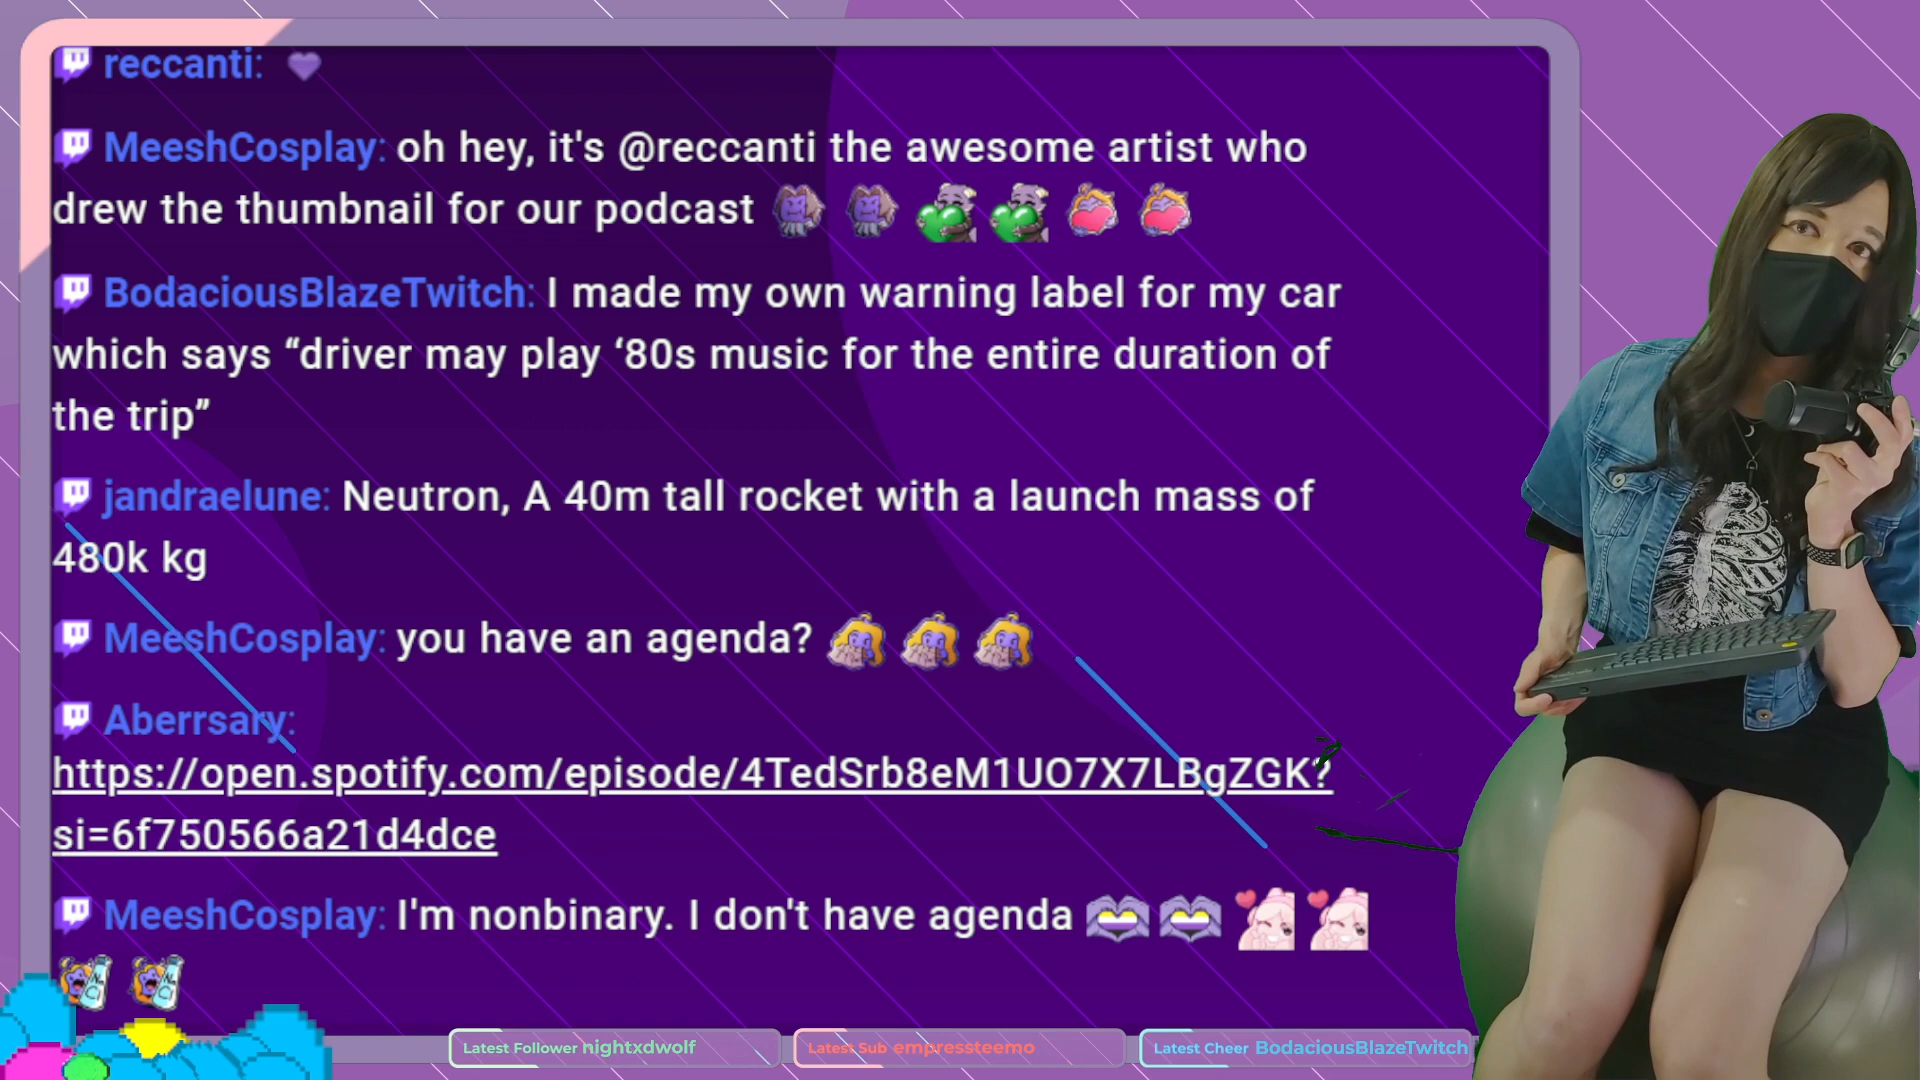 reccanti:
MeeshCosplay: oh hey, it's @reccanti the awesome artist who
drew the thumbnail for our podcast
BodaciousBlazeTwitch: I made my own warning label for my car
which says “driver may play ‘80s music for the entire duration of
the trip”
jandraelune: Neutron, A 40m tall rocket with a launch mass of
480k kg
MeeshCosplay: you have an agenda?
Aberrsary:
https://open.spotify.com/episode/4TedSrb8eM1UO7X7LBgZGK?
si=6f750566a21d4dce
MeeshCosplay: I'm nonbinary. I don't have agenda
Latest Follower nightxdwolf
Latest Sub empressteemo
Latest Cheer BodaciousBlazeTwitch